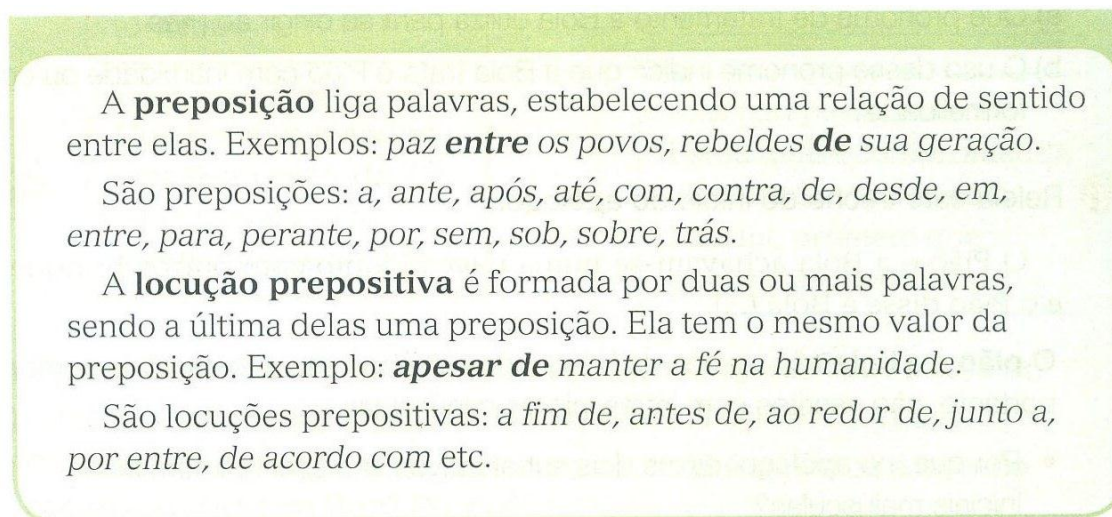 A preposição liga palavras, estabelecendo uma relação de sentido
entre elas. Exemplos: paz entre os povos, rebeldes de sua geração.
São preposições: a, ante, após, até, com, contra, de, desde, em,
entre, para, perante, por, sem, sob, sobre, trás.
A locução prepositiva é formada por duas ou mais palavras,
sendo a última delas uma preposição. Ela tem o mesmo valor da
preposição. Exemplo: apesar de manter a fé na humanidade.
São locuções prepositivas: a fim de, antes de, ao redor de, junto a,
por entre, de acordo com etc.